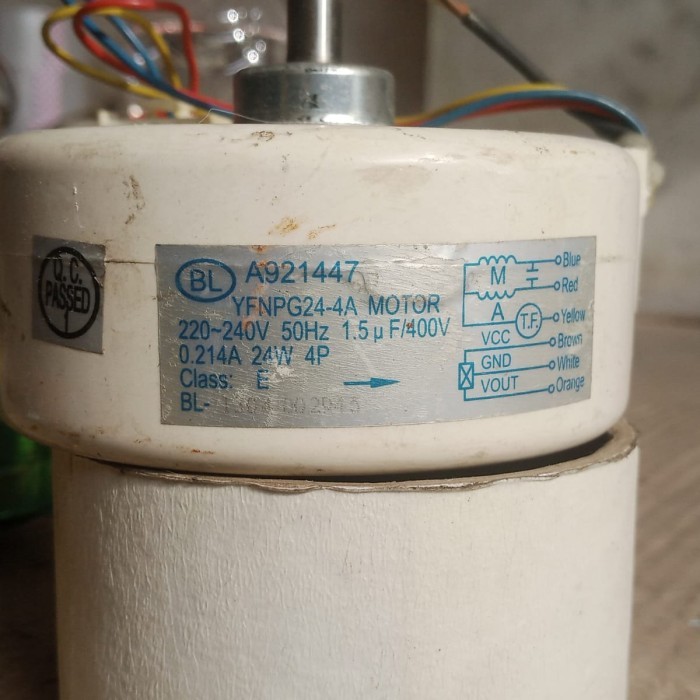 Q.C.
PASSED
1
BL A921447
YFNPG24-4A MOTOR
220~240V 50Hz 1.5μF/400V
0.214A 24W 4P
Class: E
BL-
M
A
T.F.
VCC
GND
VOUT
Blue
Red
Yellow
Brown
White
Orange